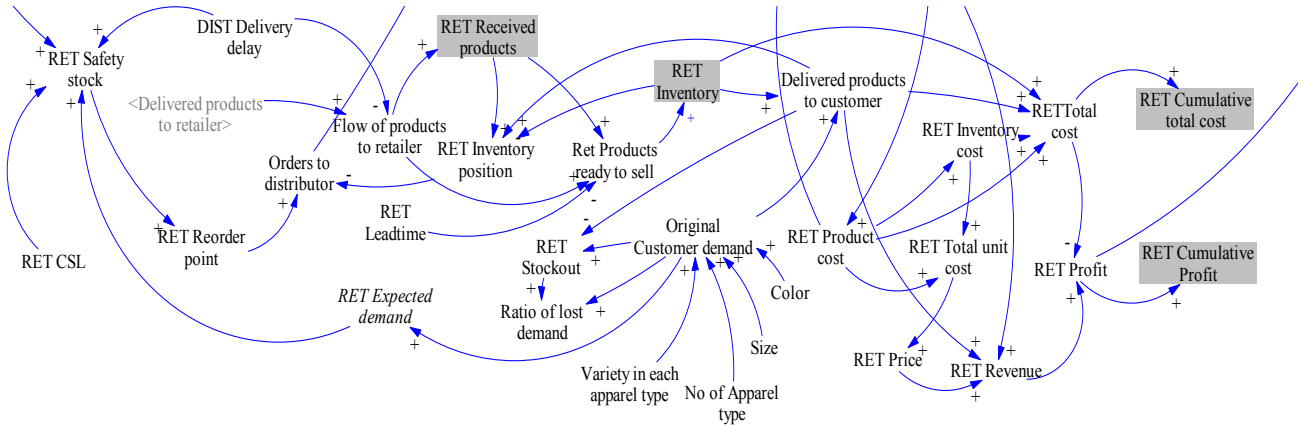 DIST Delivery
delay
RET Received
products
RET Safety
stock
RET
Inventory
Delivered products
to customer
RETTotal
cost
RET Cumulative
total cost
<Delivered products
to retailer>
Flow of products
to retailer
RET Inventory
position
Ret Products
ready to sell
RET Inventory
cost
Orders to
distributor
RET
Leadtime
Original
Customer demand
RET CSL
RET Reorder
point
RET
Stockout
RET Product
cost
RET Total unit
cost
RET Profit
RET Cumulative
Profit
RET Expected
demand
Ratio of lost
demand
Color
Size
RET Price
RET Revenue
Variety in each
apparel type
No of Apparel
type